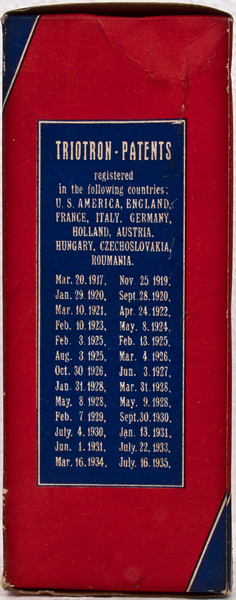 TRIOTRON - PATENTS
registered
in the following countries:
U. S. AMERICA, ENGLAND,
FRANCE, ITALY, GERMANY,
HOLLAND, AUSTRIA,
HUNGARY, CZECHOSLOVAKIA,
ROUMANIA.
Mar. 20. 1917, Nov 25 1919,
Jan. 29. 1920, Sept. 28. 1920,
Mar. 10. 1921, Apr. 24. 1922,
Feb. 10. 1923, May 8. 1924,
Feb. 3. 1925, Feb. 13. 1925,
Aug. 3. 1925, Mar. 4. 1926,
Oct. 30 1926, Jun. 3. 1927,
Jan. 31. 1928, Mar. 31. 1928,
May. 8. 1928, May. 9. 1928,
Feb. 7. 1929, Sept. 30. 1930,
July. 4. 1930, Jan. 13. 1931,
Jun. 1. 1931, July. 22. 1933,
Mar. 16. 1934, July. 16. 1935,